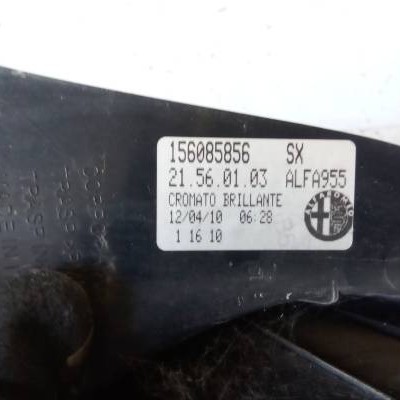 156085856 SX
21.56.01.03 ALFA955
CROMATO BRILLANTE
12/04/10 06:28
1 16 10